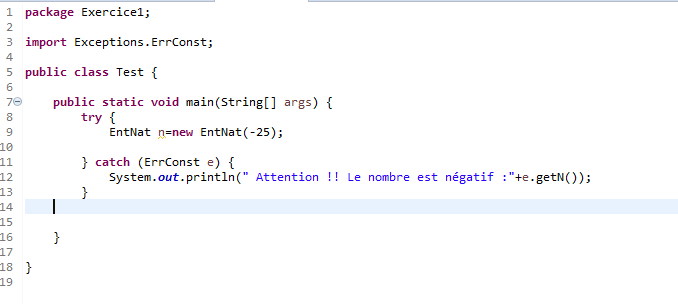 1 package Exercice1;
2
3 import Exceptions.ErrConst;
4
5 public class Test {
6
7 public static void main(String[] args) {
8 try {
9 EntNat n=new EntNat(-25);
10
11 } catch (ErrConst e) {
12 System.out.println(" Attention !! Le nombre est négatif :"+e.getN());
13 }
14
15
16 }
17
18 }
19